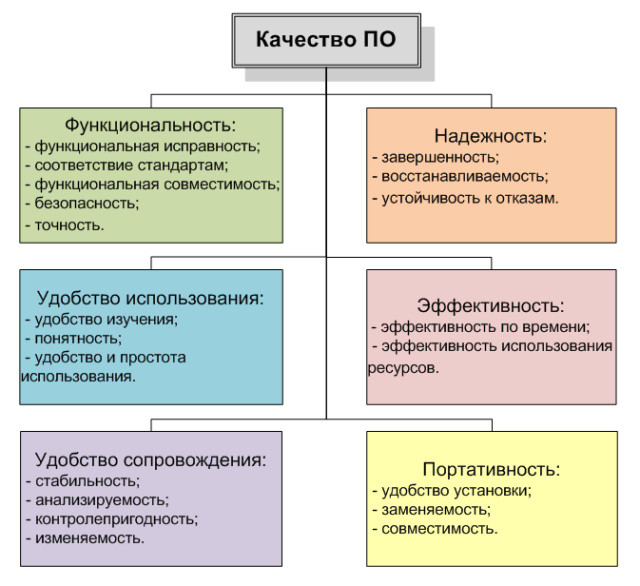 Качество ПО
Функциональность:
- функциональная исправность;
- соответствие стандартам;
- функциональная совместимость;
- безопасность;
- точность.
Надежность:
- завершенность;
- восстанавливаемость;
- устойчивость к отказам.
Удобство использования:
- удобство изучения;
- понятность;
- удобство и простота
использования.
Эффективность:
- эффективность по времени;
- эффективность использования
ресурсов.
Удобство сопровождения:
- стабильность;
- анализируемость;
- контролепригодность;
- изменяемость.
Портативность:
- удобство установки;
- заменяемость;
- совместимость.